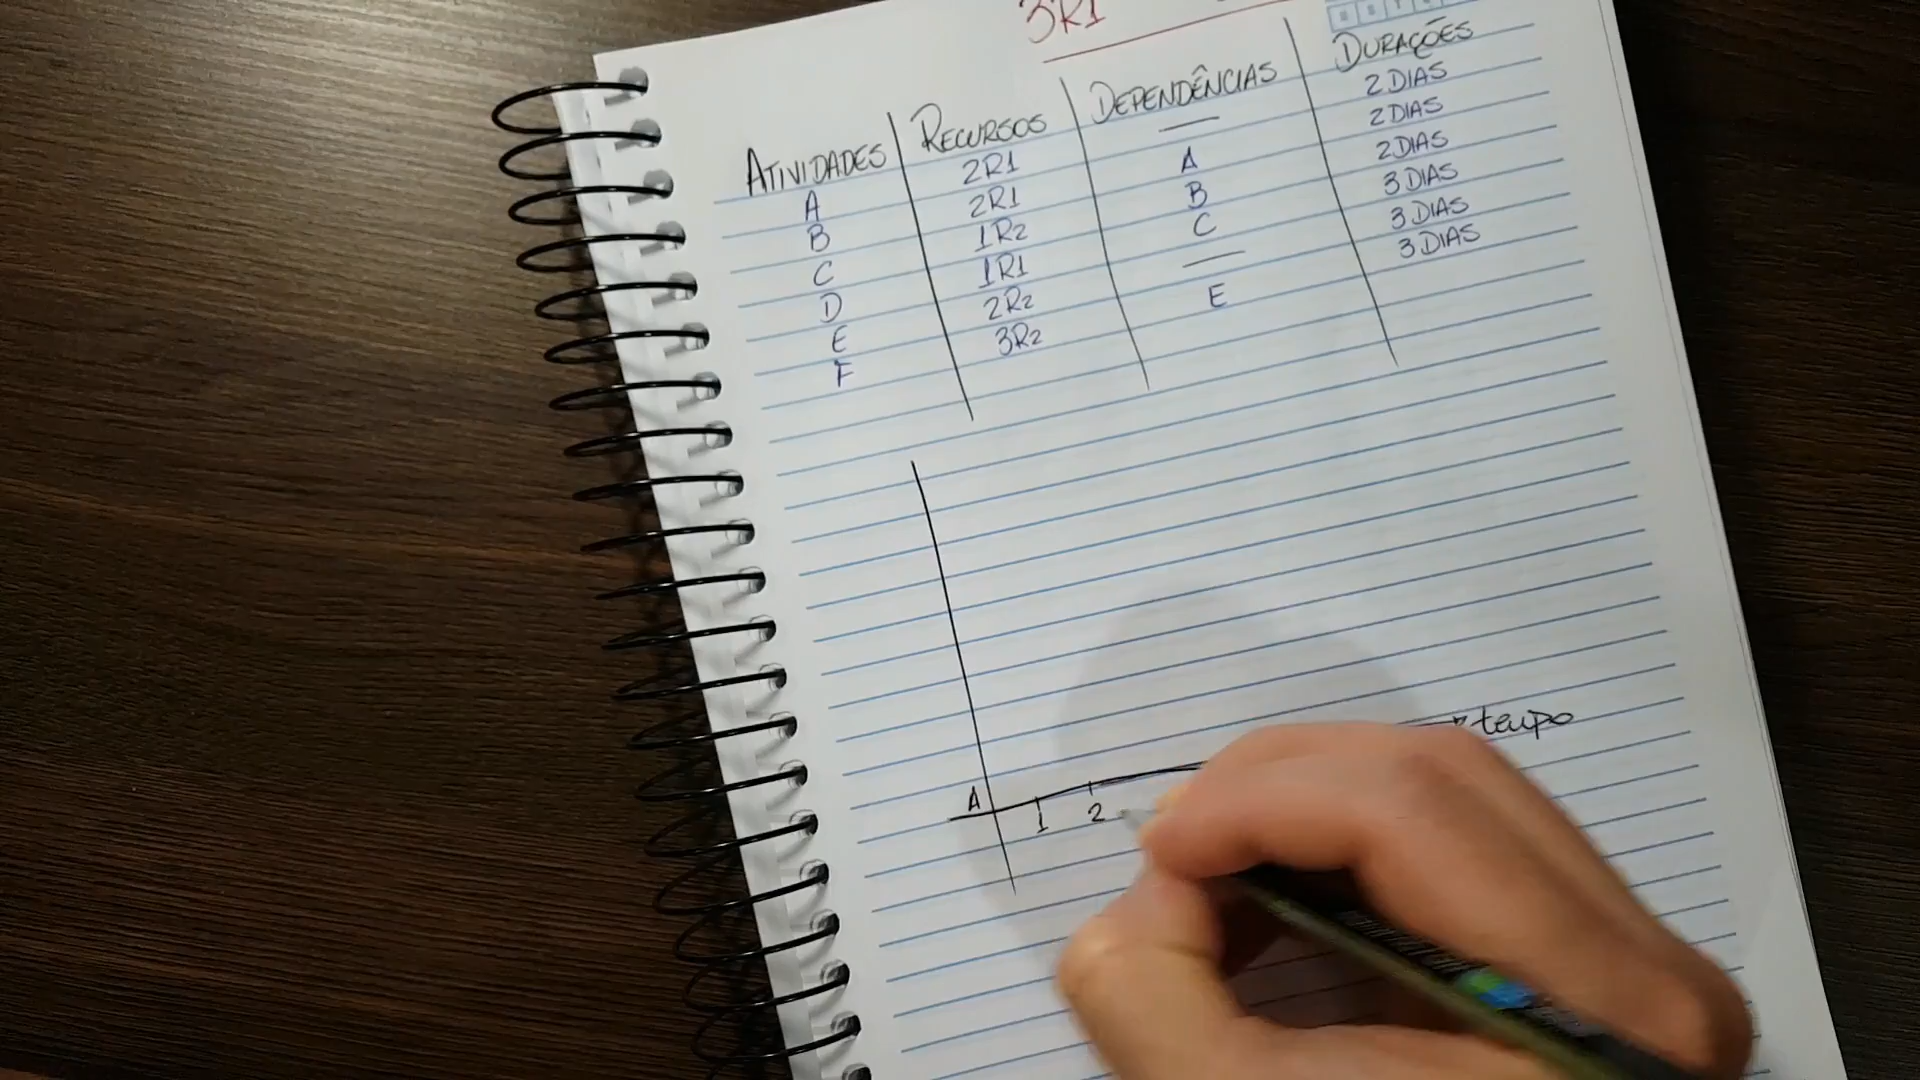 3R1
ATIVIDADES RECURSOS DEPENDÊNCIAS DURAÇÕES
A 2R1 — 2 DIAS
B 2R1 A 2 DIAS
C 1R2 B 2 DIAS
D 1R1 C 3 DIAS
E 2R2 — 3 DIAS
F 3R2 E 3 DIAS
tempo
A
1 2